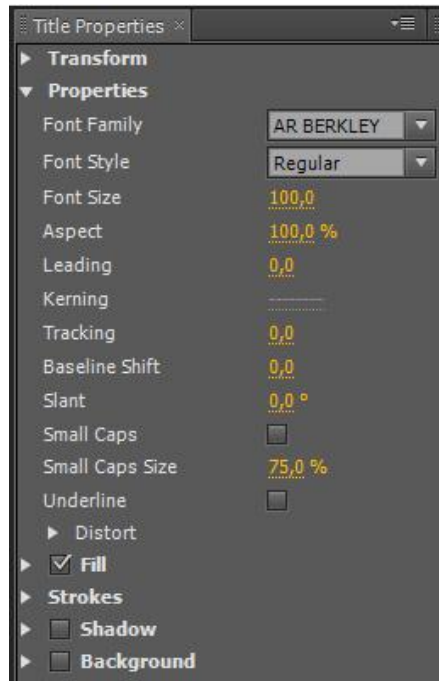 Title Properties ×
Transform
Properties
Font Family AR BERKLEY
Font Style Regular
Font Size 100,0
Aspect 100,0 %
Leading 0,0
Kerning
Tracking 0,0
Baseline Shift 0,0
Slant 0,0 °
Small Caps
Small Caps Size 75,0 %
Underline
Distort
Fill
Strokes
Shadow
Background